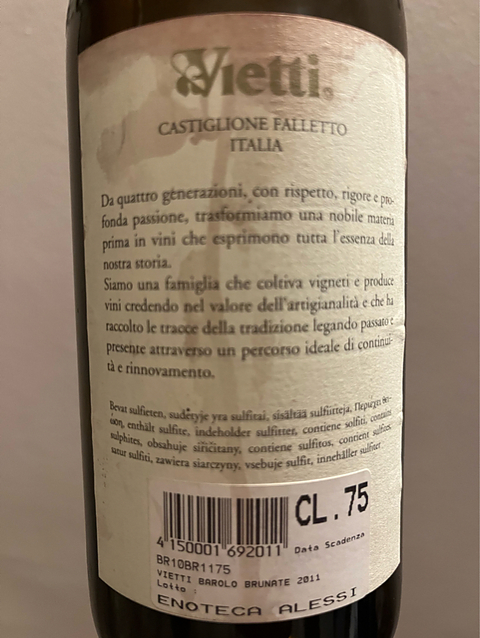 Vietti®
CASTIGLIONE FALLETTO
ITALIA
Da quattro generazioni, con rispetto, rigore e pro-
fonda passione, trasformiamo una nobile materia
prima in vini che esprimono tutta l'essenza della
nostra storia.
Siamo una famiglia che coltiva vigneti e produce
vini credendo nel valore dell'artigianalità e che ha
raccolto le tracce della tradizione legando passato e
presente attraverso un percorso ideale di continui-
tà e rinnovamento.
Bevat sulfieten, sudėtyje yra sulfitai, sisältää sulfiitteja,
enthält sulfite, indeholder sulfitter, contiene solfiti, contains
sulphites, obsahuje siřičitany, contiene sulfitos, contient sulfites,
satur sulfiti, zawiera siarczyny, vsebuje sulfit, innehåller sulfiter
CL.75
4 150001 692011
Data Scadenza
BR10BR1175
VIETTI BAROLO BRUNATE 2011
Lotto :
ENOTECA ALESSI